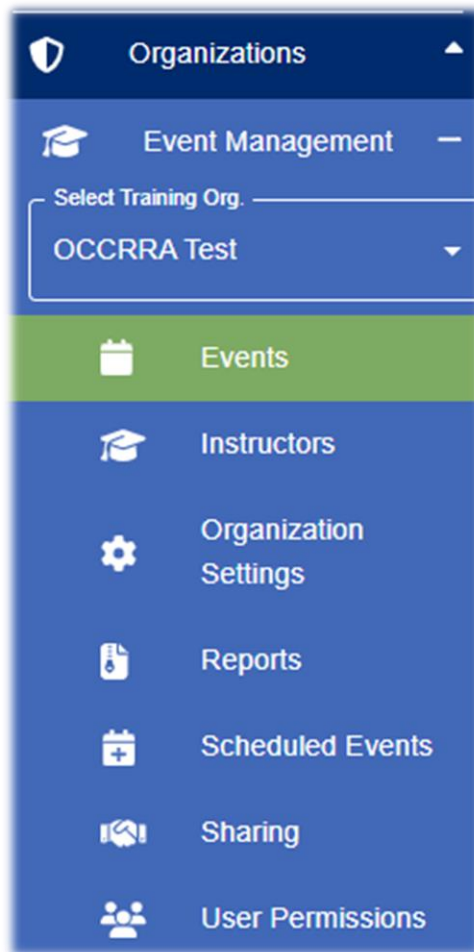 Organizations
Event Management
Select Training Org.
OCCRRA Test
Events
Instructors
Organization
Settings
Reports
Scheduled Events
Sharing
User Permissions